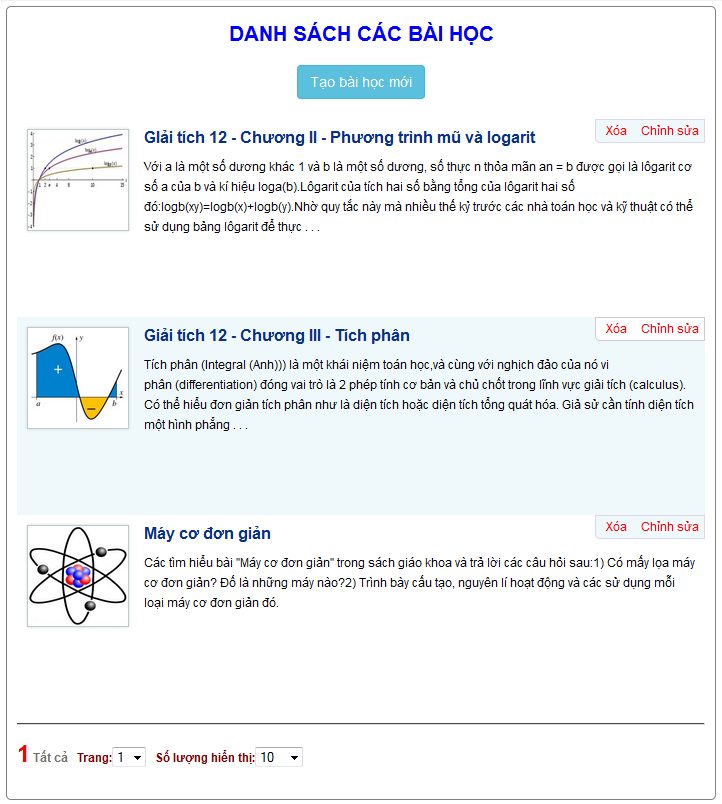 DANH SÁCH CÁC BÀI HỌC
Tạo bài học mới
Giải tích 12 - Chương II - Phương trình mũ và logarit
Xóa Chỉnh sửa
Với a là một số dương khác 1 và b là một số dương, số thực n thỏa mãn an = b được gọi là lôgarit cơ
số a của b và kí hiệu loga(b).Lôgarit của tích hai số bằng tổng của lôgarit hai số
đó:logb(xy)=logb(x)+logb(y).Nhờ quy tắc này mà nhiều thế kỷ trước các nhà toán học và kỹ thuật có thể
sử dụng bảng lôgarit để thực . . .
Giải tích 12 - Chương III - Tích phân
Xóa Chỉnh sửa
f(x) y
+
a b x
Tích phân (Integral (Anh))) là một khái niệm toán học,và cùng với nghịch đảo của nó vi
phân (differentiation) đóng vai trò là 2 phép tính cơ bản và chủ chốt trong lĩnh vực giải tích (calculus).
Có thể hiểu đơn giản tích phân như là diện tích hoặc diện tích tổng quát hóa. Giả sử cần tính diện tích
một hình phẳng . . .
Máy cơ đơn giản
Xóa Chỉnh sửa
Các tìm hiểu bài "Máy cơ đơn giản" trong sách giáo khoa và trả lời các câu hỏi sau:1) Có mấy lọa máy
cơ đơn giản? Đố là những máy nào?2) Trình bày cấu tạo, nguyên lí hoạt động và các sử dụng mỗi
loại máy cơ đơn giản đó.
1 Tất cả Trang: 1 Số lượng hiển thị: 10